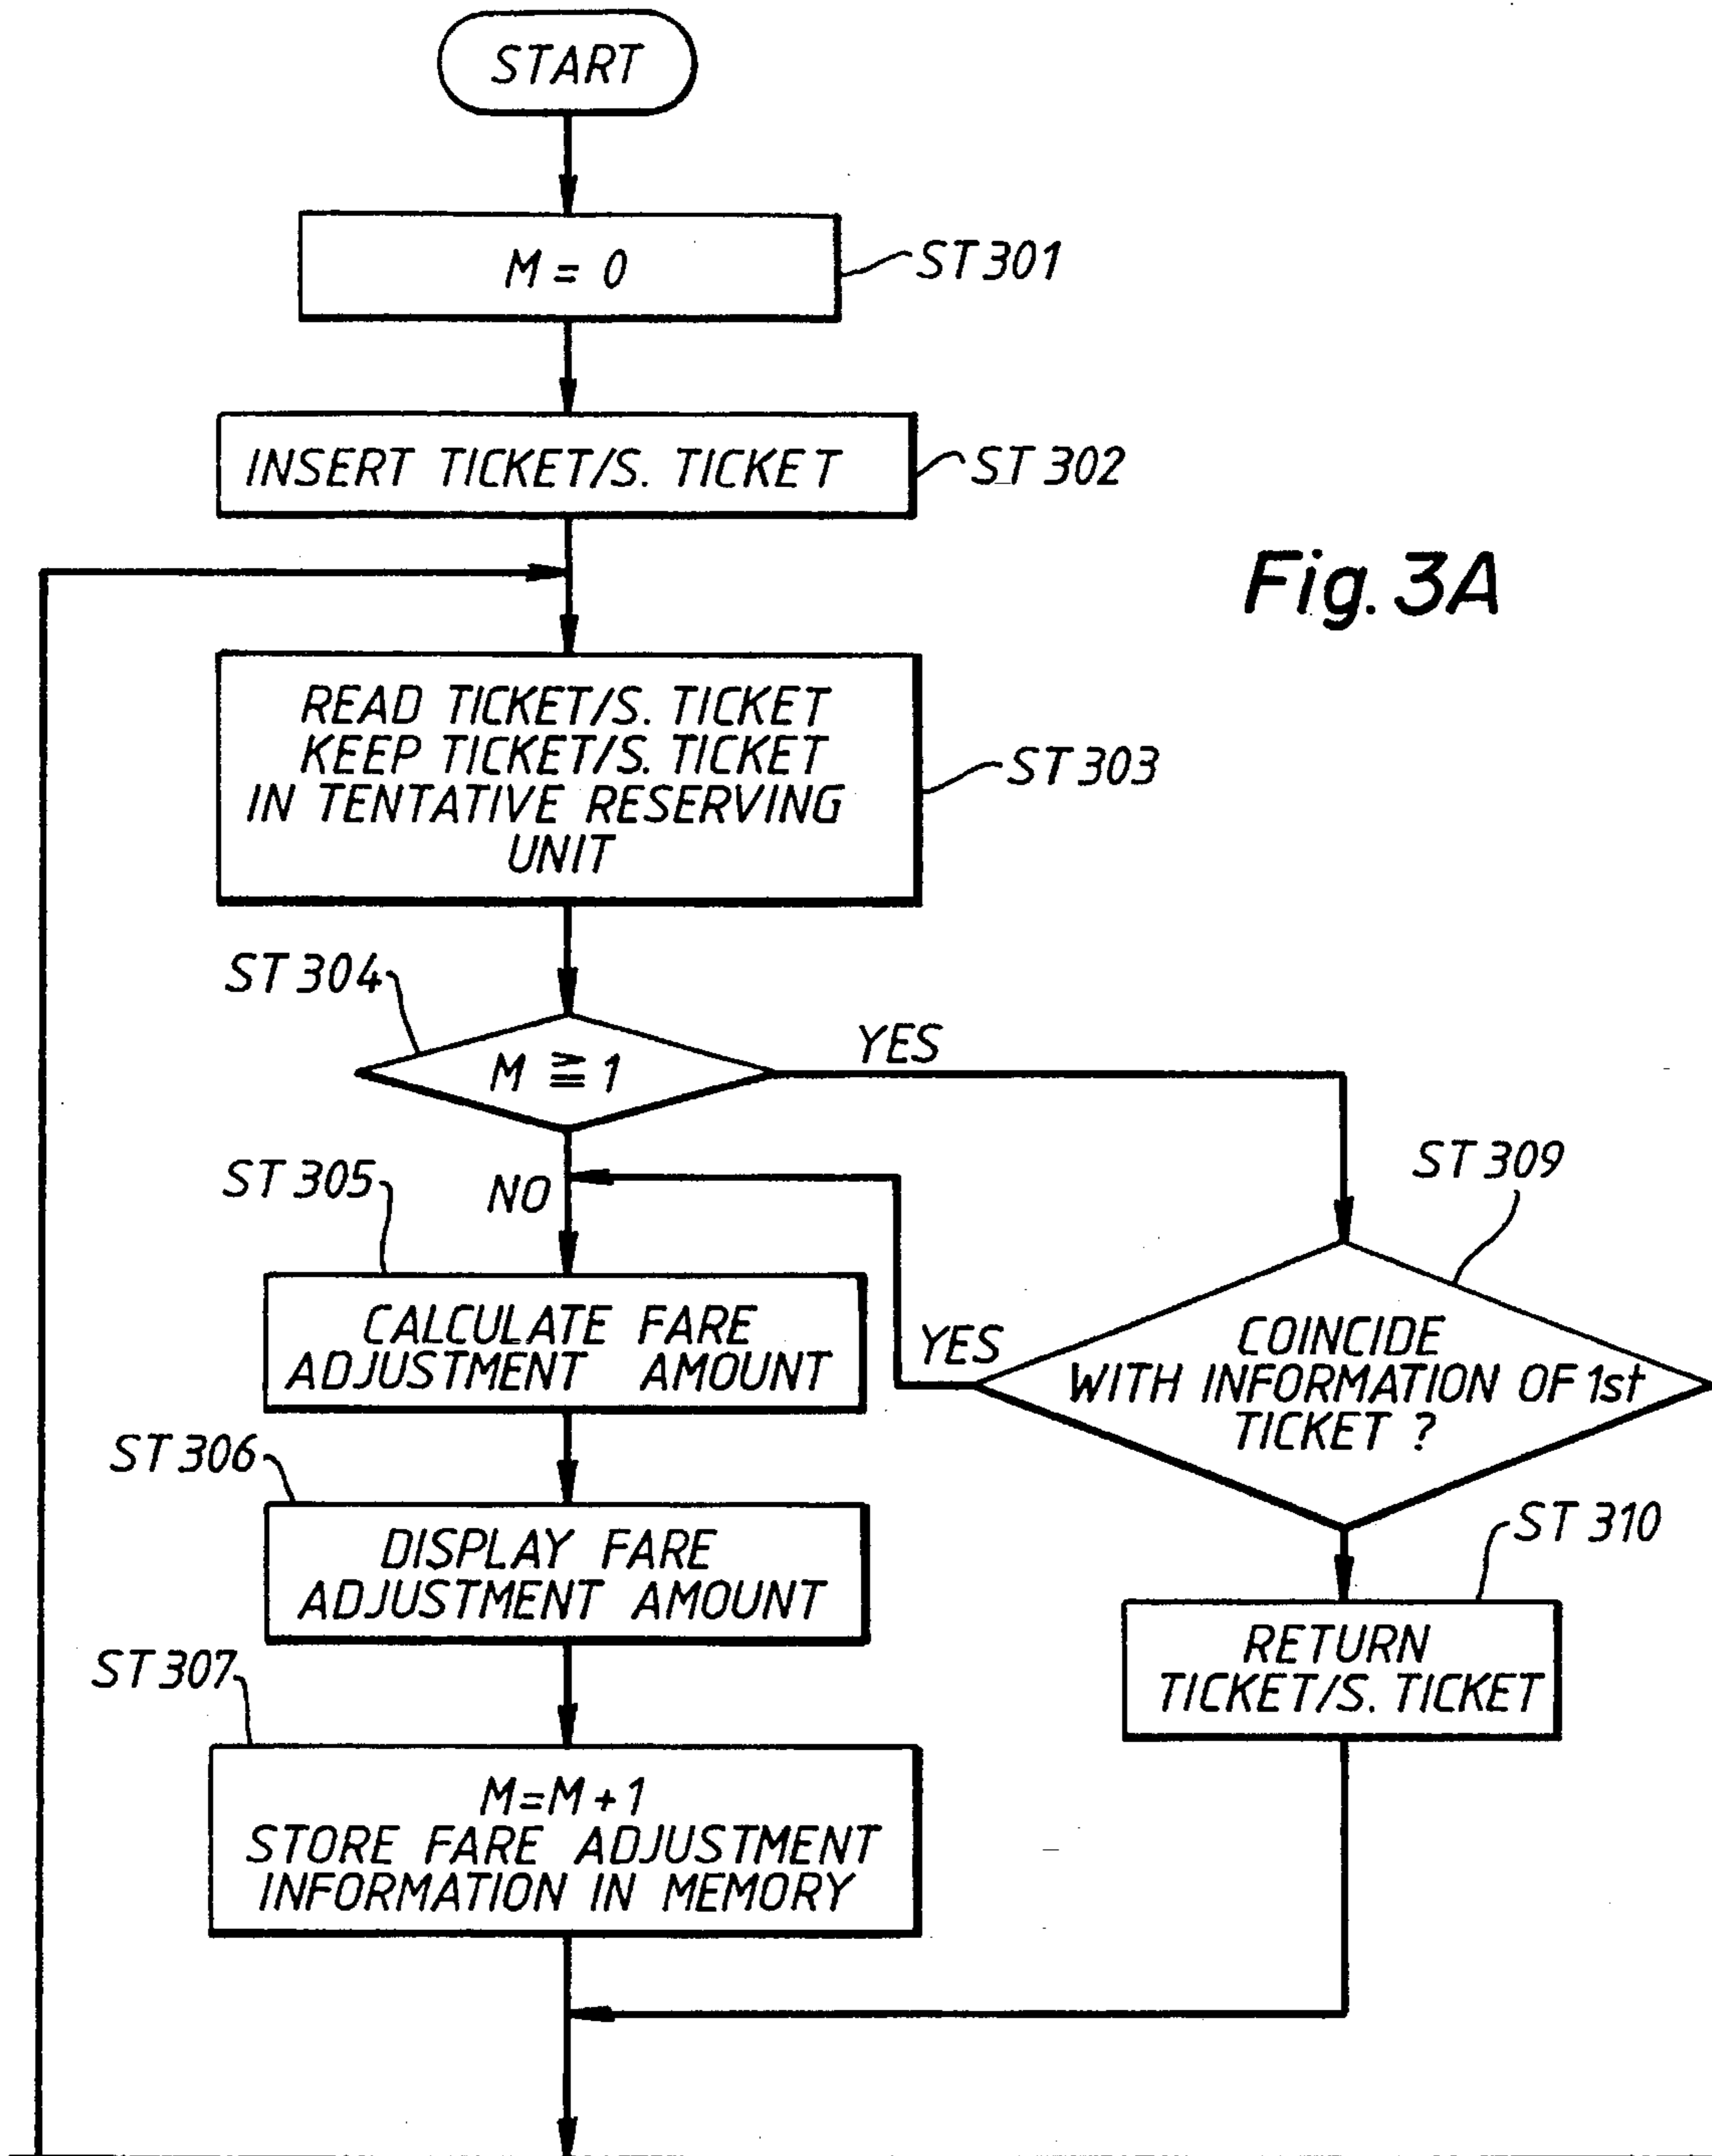 START
M = 0
ST301
INSERT TICKET/S. TICKET
ST302
Fig. 3A
READ TICKET/S. TICKET
KEEP TICKET/S. TICKET
IN TENTATIVE RESERVING
UNIT
ST303
ST304
M ≧ 1
YES
ST305
NO
ST309
CALCULATE FARE
ADJUSTMENT AMOUNT
YES
COINCIDE
WITH INFORMATION OF 1st
TICKET ?
ST306
DISPLAY FARE
ADJUSTMENT AMOUNT
ST310
RETURN
TICKET/S. TICKET
ST307
M=M+1
STORE FARE ADJUSTMENT
INFORMATION IN MEMORY